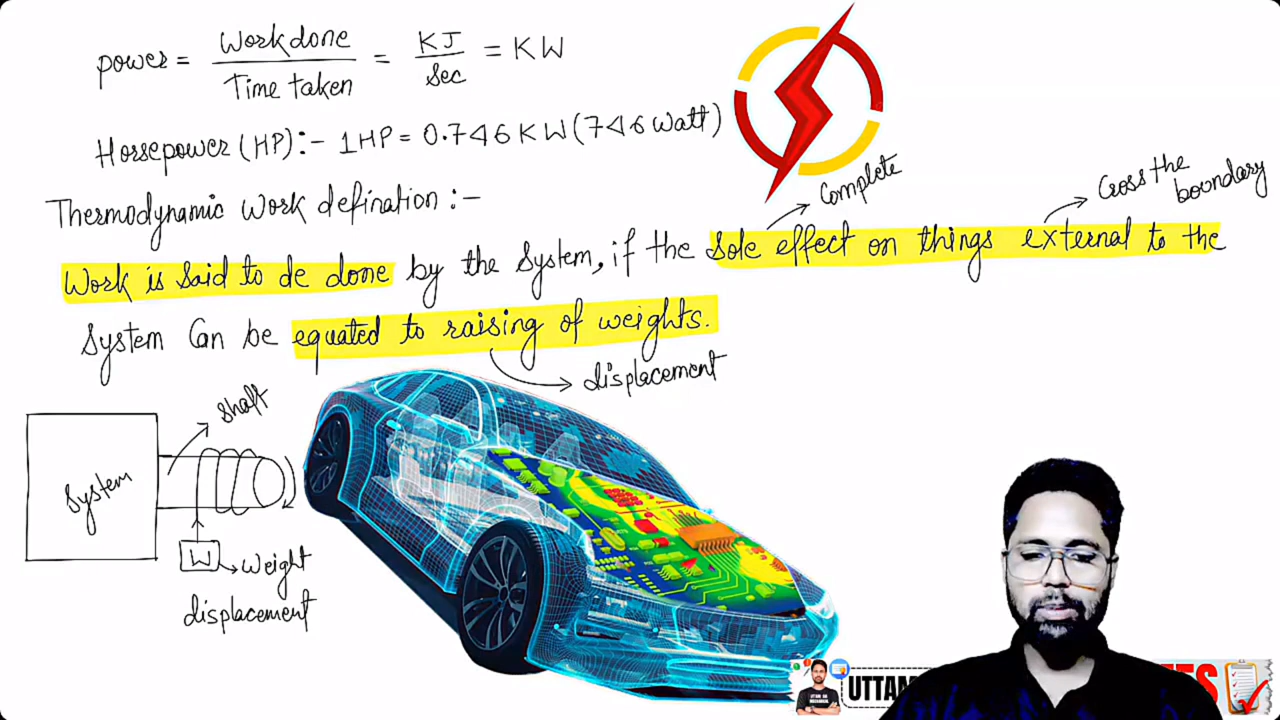 power = Workdone / Time taken = KJ / Sec = KW
Horsepower (HP):- 1HP = 0.746 KW (746 Watt)
Complete
Cross the boundary
Thermodynamic Work defination :-
Work is Said to de done by the System, if the Sole effect on things external to the
System Can be equated to raising of weights.
displacement
Shaft
System
W
Weight
displacement
UTTAM